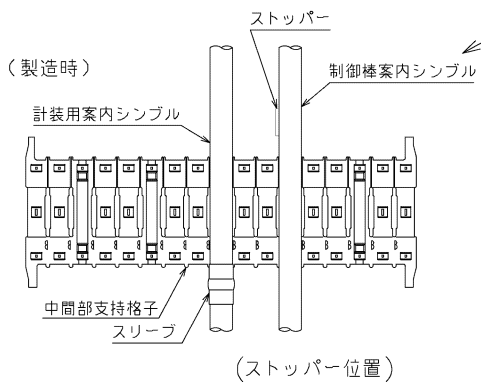 ストッパー
(製造時)
制御棒案内シンブル
計装用案内シンブル
中間部支持格子
スリーブ
(ストッパー位置)